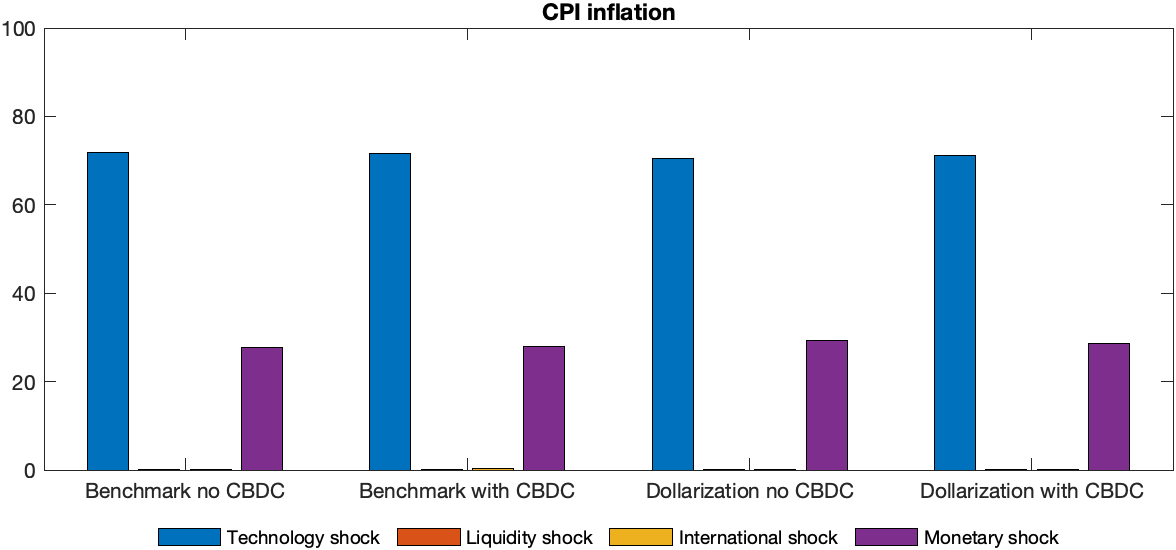 CPI inflation
100
80
60
40
20
0
Benchmark no CBDC Benchmark with CBDC Dollarization no CBDC Dollarization with CBDC
Technology shock Liquidity shock International shock Monetary shock